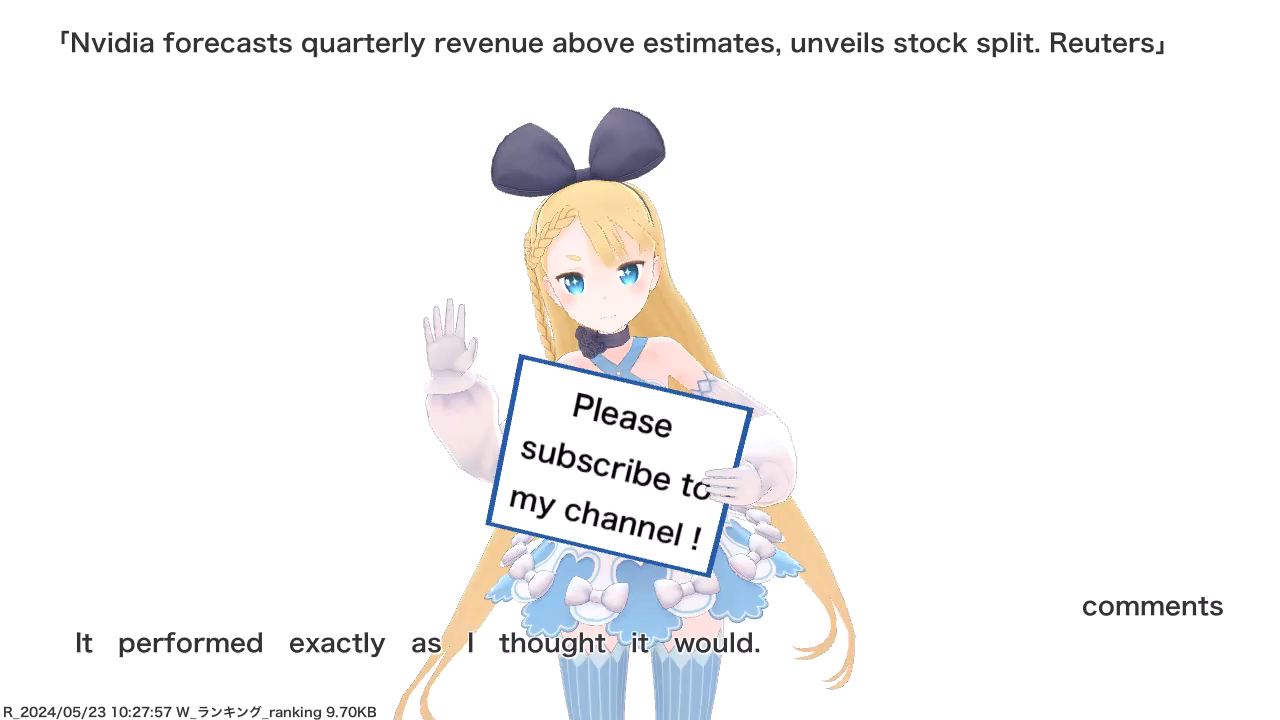 「Nvidia forecasts quarterly revenue above estimates, unveils stock split. Reuters」
Please
subscribe to
my channel !
comments
It performed exactly as I thought it would.
R_2024/05/23 10:27:57 W_ランキング_ranking 9.70KB